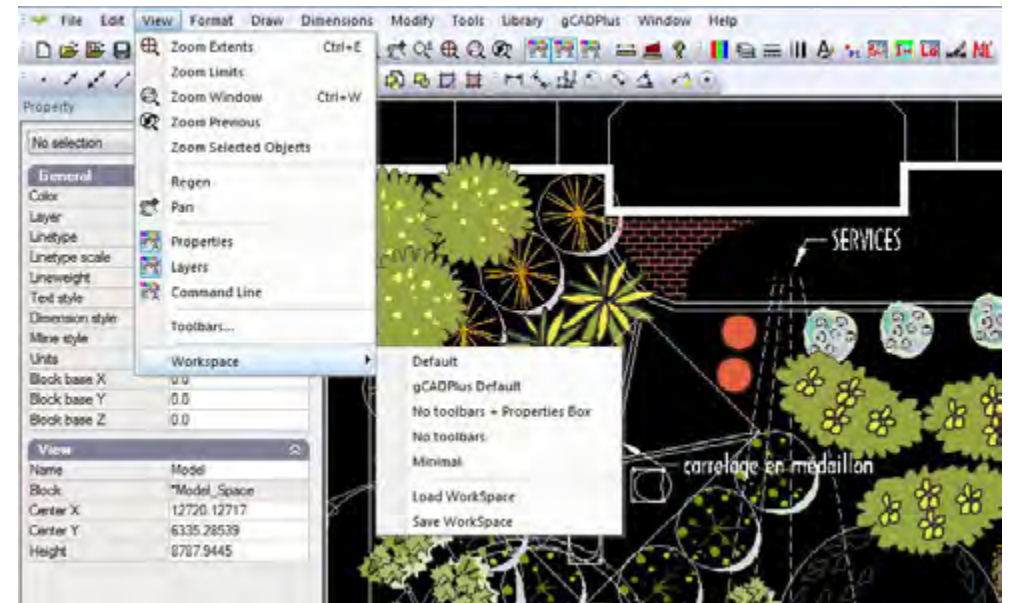 File Edit View Format Draw Dimensions Modify Tools Library gCADPlus Window Help
Zoom Extents Ctrl+E
Zoom Limits
Zoom Window Ctrl+W
Zoom Previous
Zoom Selected Objects
Regen
Pan
Properties
Layers
Command Line
Toolbars...
Workspace
Default
gCADPlus Default
No toolbars + Properties Box
No toolbars
Minimal
Load WorkSpace
Save WorkSpace
Property
No selection
General
Color
Layer
Linetype
Linetype scale
Lineweight
Text style
Dimension style
Mline style
Units
Block base X 0.0
Block base Y 0.0
Block base Z 0.0
View
Name Model
Block *Model_Space
Center X 12720.12717
Center Y 6335.28539
Height 8787.9445
SERVICES
carrelage en medaillon